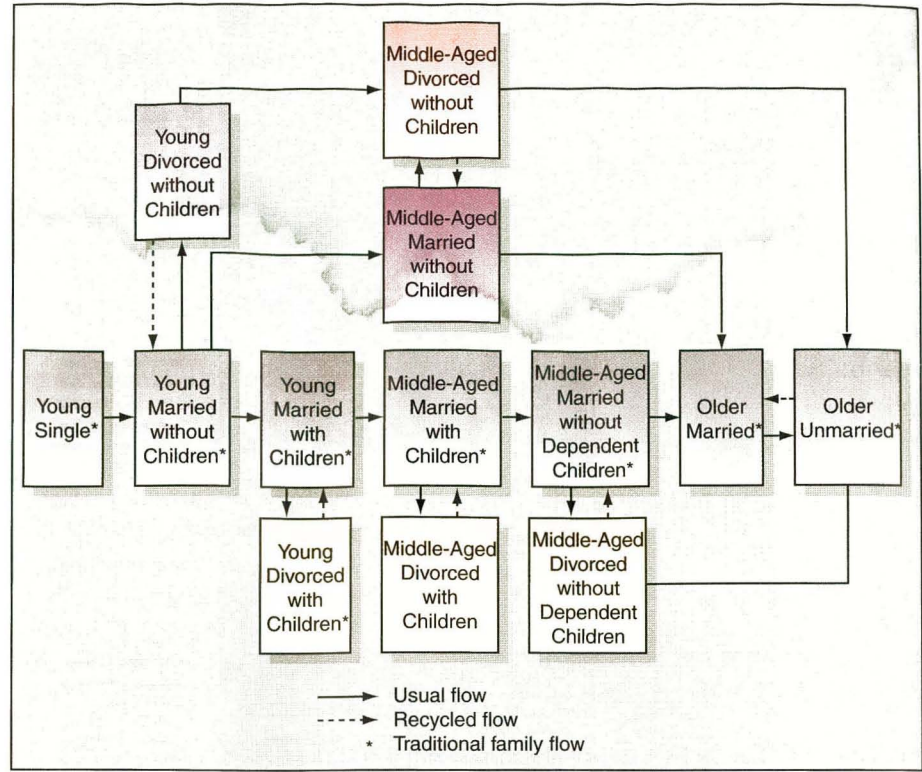 Middle-Aged
Divorced
without
Children
Young
Divorced
without
Children
Middle-Aged
Married
without
Children
Young
Single*
Young
Married
without
Children*
Young
Married
with
Children*
Middle-Aged
Married
with
Children*
Middle-Aged
Married
without
Dependent
Children*
Older
Married*
Older
Unmarried*
Young
Divorced
with
Children*
Middle-Aged
Divorced
with
Children
Middle-Aged
Divorced
without
Dependent
Children
Usual flow
Recycled flow
* Traditional family flow